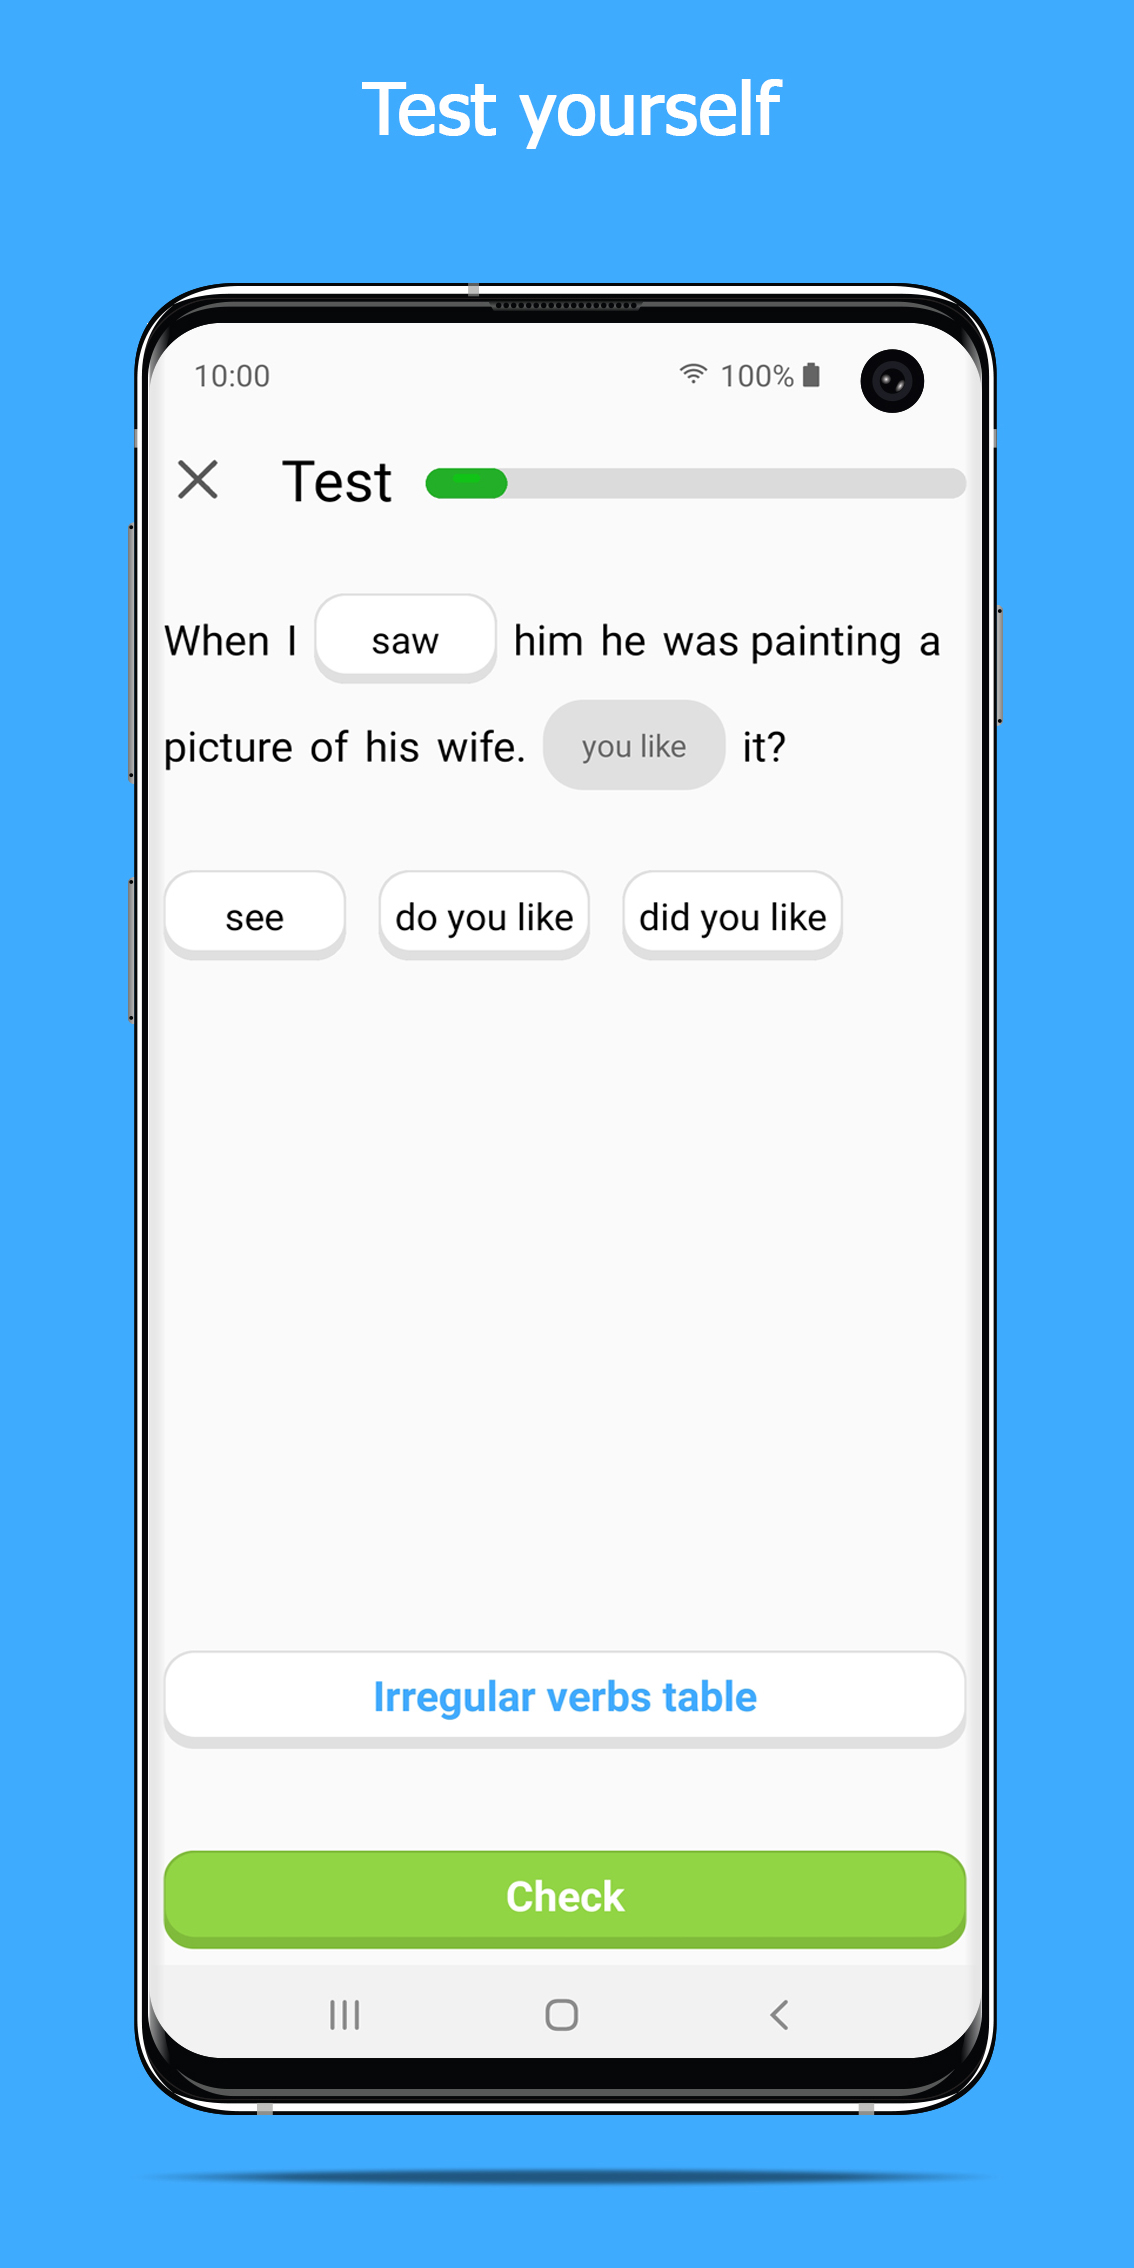 Test yourself
10:00 100%
Test
When I saw him he was painting a
picture of his wife. you like it?
see do you like did you like
Irregular verbs table
Check